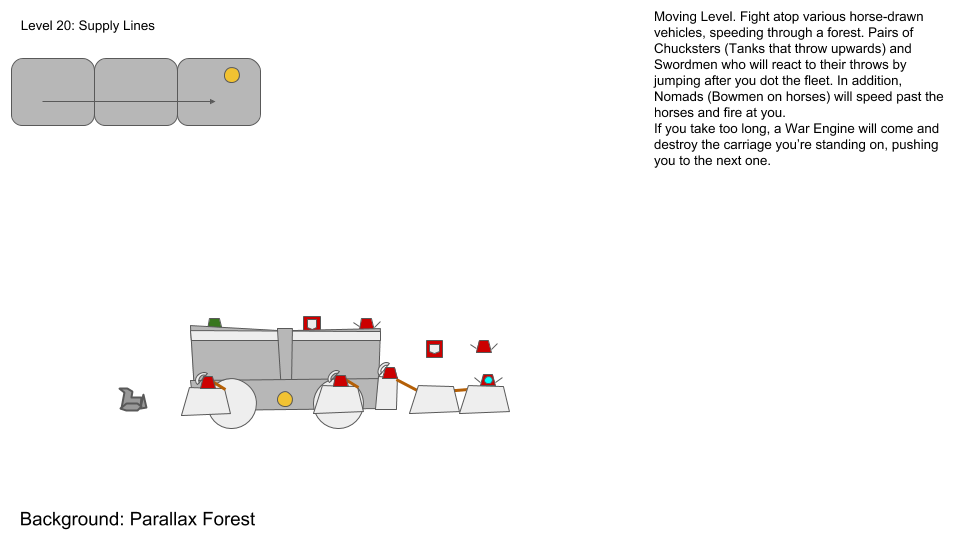 Level 20: Supply Lines
Moving Level. Fight atop various horse-drawn
vehicles, speeding through a forest. Pairs of
Chucksters (Tanks that throw upwards) and
Swordmen who will react to their throws by
jumping after you dot the fleet. In addition,
Nomads (Bowmen on horses) will speed past the
horses and fire at you.
If you take too long, a War Engine will come and
destroy the carriage you're standing on, pushing
you to the next one.
Background: Parallax Forest